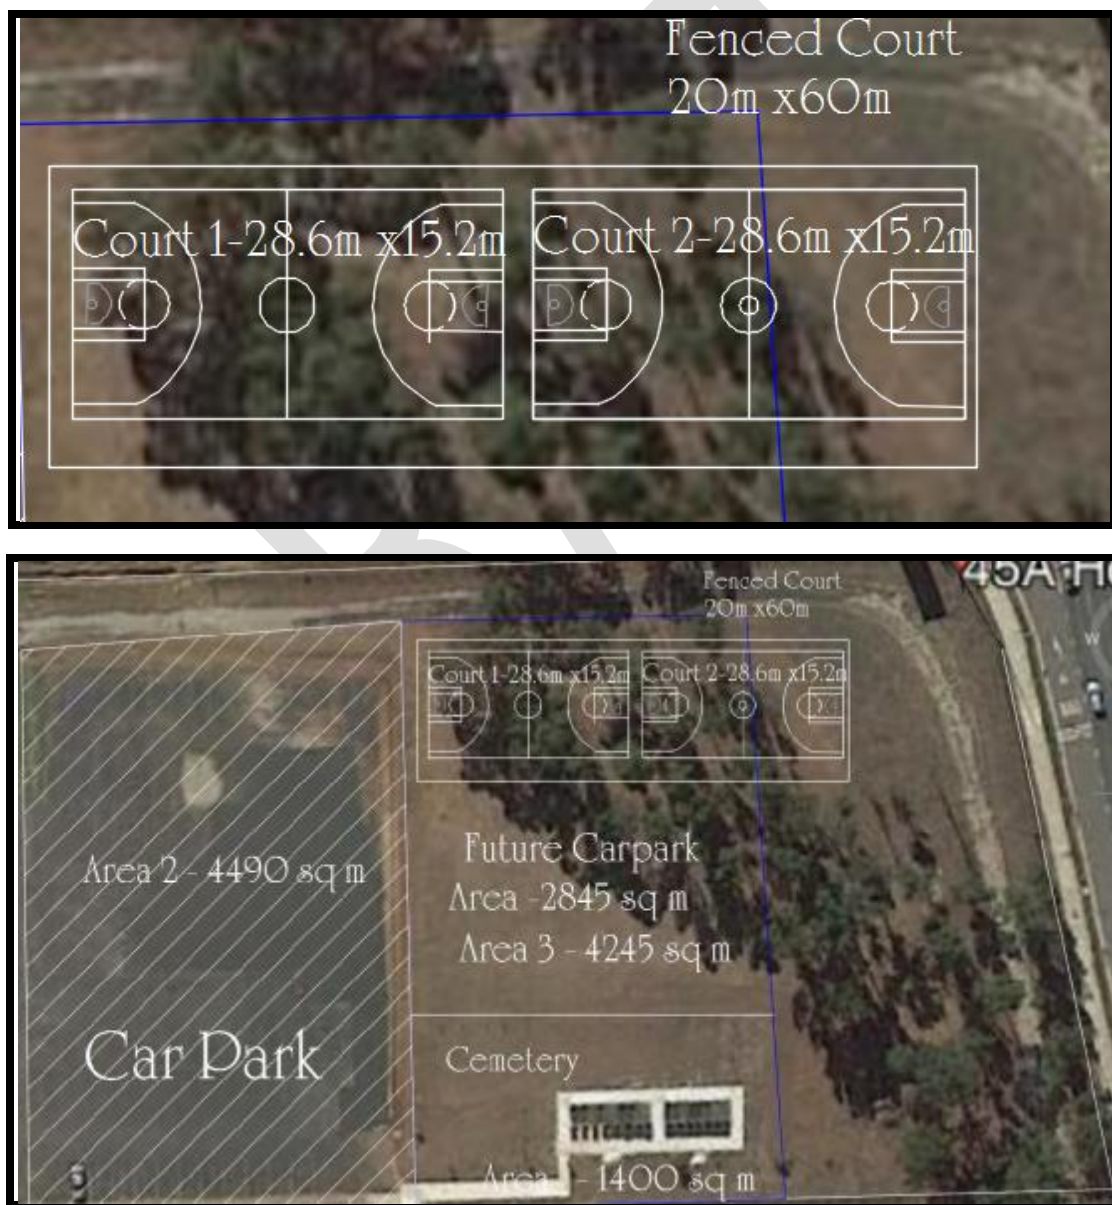 Fenced Court
20m x60m
Court 1-28.6m x15.2m
Court 2-28.6m x15.2m
45A
Fenced Court
20m x60m
Court 1-28.6m x15.2m
Court 2-28.6m x15.2m
W
Future Carpark
Area 2 - 4490 sq m
Area -2845 sq m
Area 3 - 4245 sq m
Car Park
Cemetery
Area - 1400 sq m